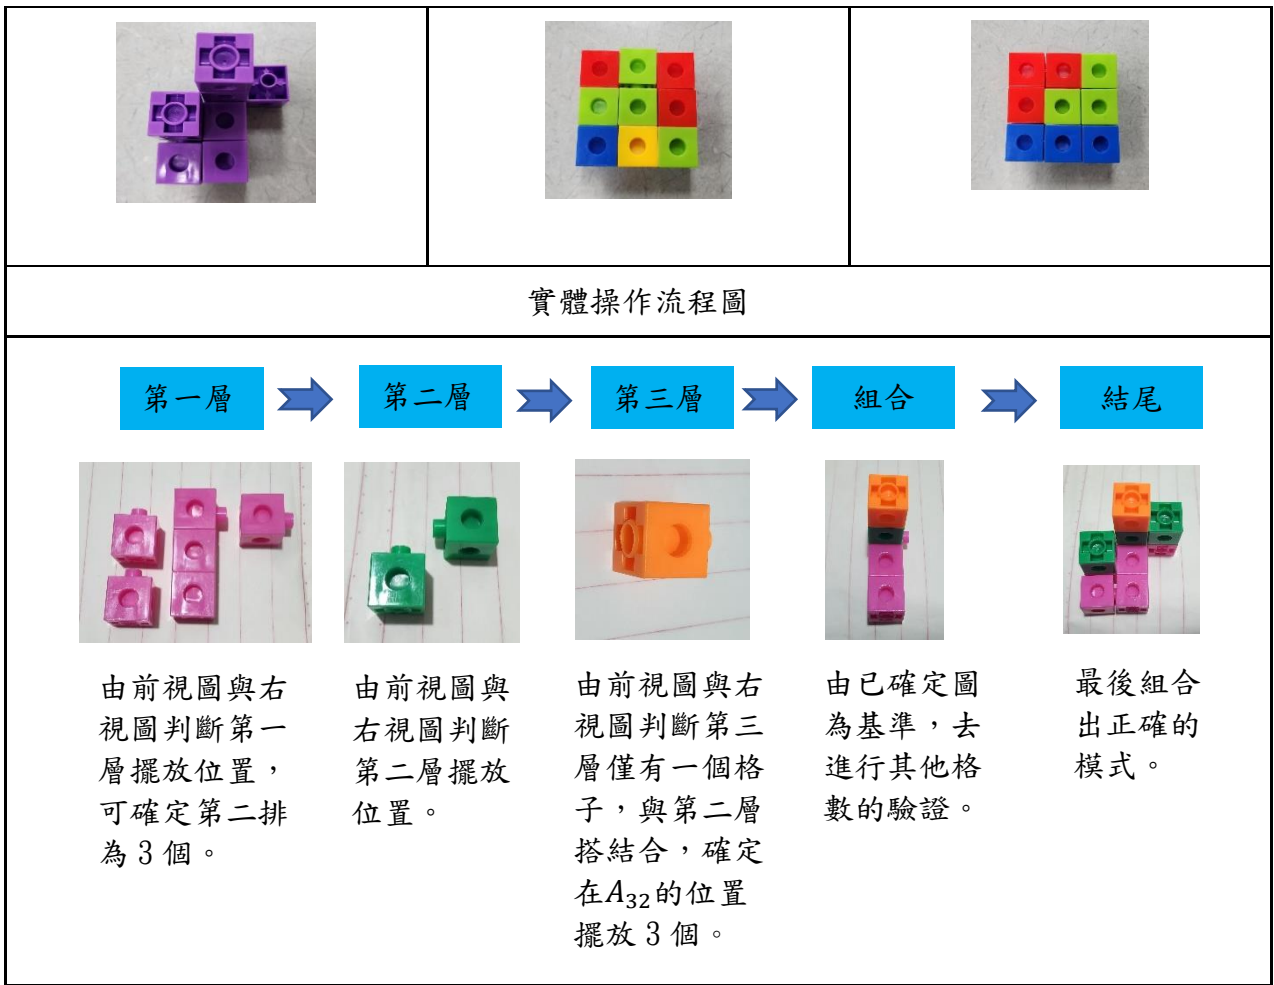 實體操作流程圖
第一層
第二層
第三層
組合
結尾
由前視圖與右
視圖判斷第一
層擺放位置，
可確定第二排
為 3 個。
由前視圖與
右視圖判斷
第二層擺放
位置。
由前視圖與右
視圖判斷第三
層僅有一個格
子，與第二層
搭結合，確定
在A₃₂的位置
擺放 3 個。
由已確定圖
為基準，去
進行其他格
數的驗證。
最後組合
出正確的
模式。